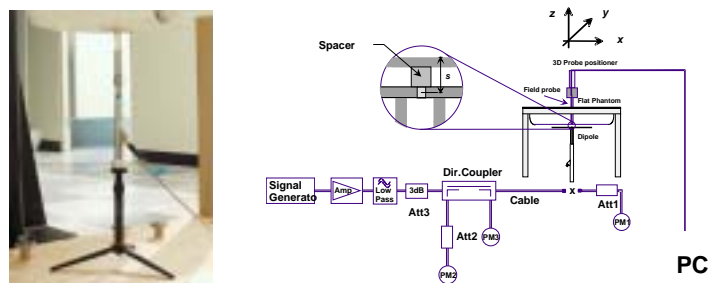 z
y
x
Spacer
s
3D Probe positioner
Field probe
Flat Phantom
Dipole
Dir.Coupler
Signal
Generato
Amp
Low
Pass
3dB
Cable
x
Att1
Att3
PM1
Att2
PM3
PM2
PC